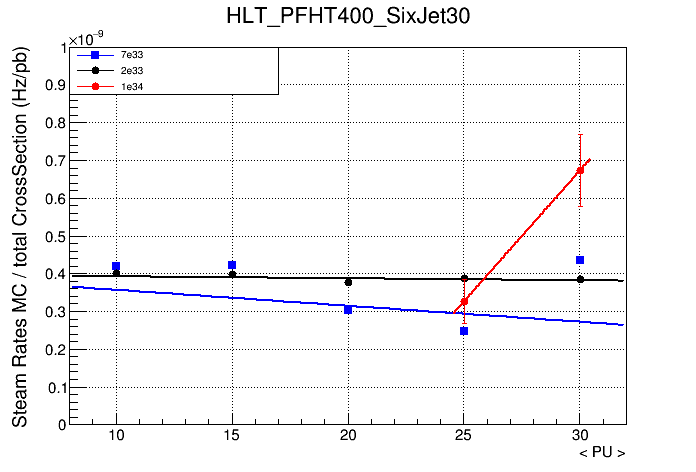 HLT_PFHT400_SixJet30
×10⁻⁹
Steam Rates MC / total CrossSection (Hz/pb)
1
0.9
0.8
0.7
0.6
0.5
0.4
0.3
0.2
0.1
0
7e33
2e33
1e34
10 15 20 25 30
< PU >